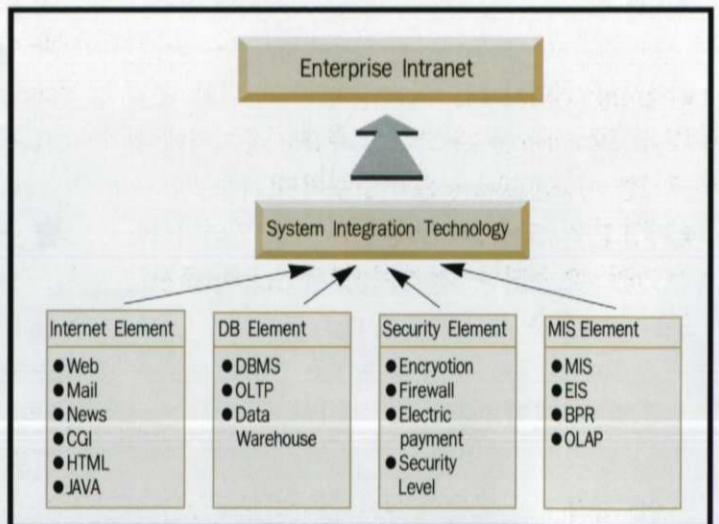 Enterprise Intranet
System Integration Technology
Internet Element
●Web
●Mail
●News
●CGI
●HTML
●JAVA
DB Element
●DBMS
●OLTP
●Data
Warehouse
Security Element
●Encryotion
●Firewall
●Electric
payment
●Security
Level
MIS Element
●MIS
●EIS
●BPR
●OLAP